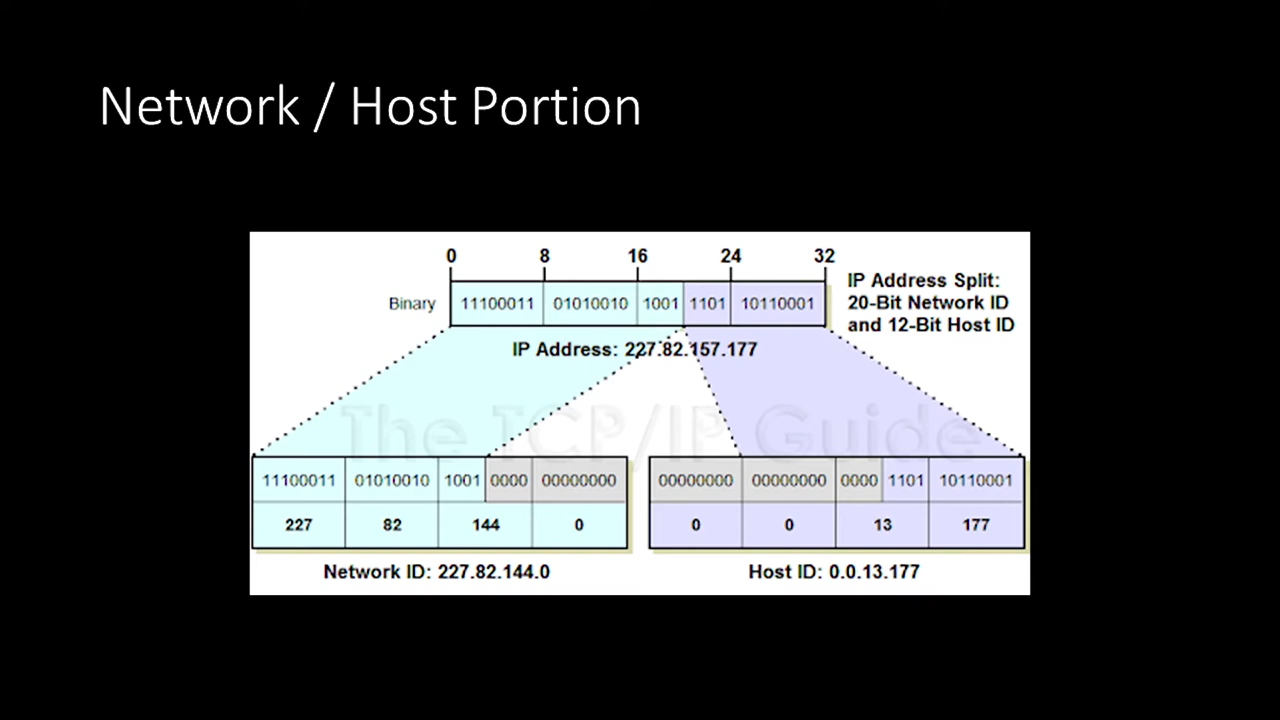 Network / Host Portion
0 8 16 24 32
IP Address Split:
20-Bit Network ID
and 12-Bit Host ID
Binary 11100011 01010010 1001 1101 10110001
IP Address: 227.82.157.177
The TCP/IP Guide
11100011 01010010 1001 0000 00000000
227 82 144 0
Network ID: 227.82.144.0
00000000 00000000 0000 1101 10110001
0 0 13 177
Host ID: 0.0.13.177